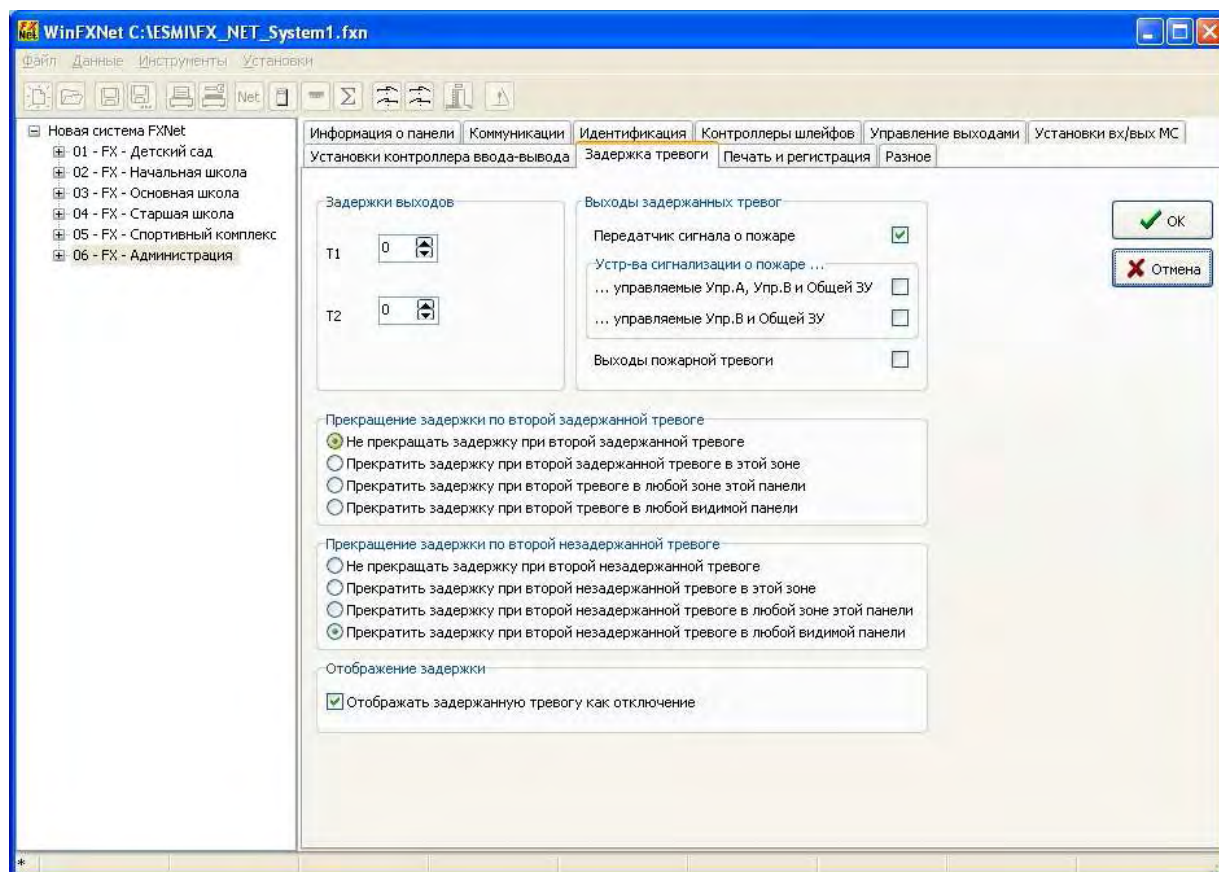 WinFXNet C:\ESMI\FX_NET_System1.fxn
Файл Данные Инструменты Установки
Net
Новая система FXNet
01 - FX - Детский сад
02 - FX - Начальная школа
03 - FX - Основная школа
04 - FX - Старшая школа
05 - FX - Спортивный комплекс
06 - FX - Администрация
Информация о панели Коммуникации Идентификация Контроллеры шлейфов Управление выходами Установки вх/вых МС
Установки контроллера ввода-вывода Задержка тревоги Печать и регистрация Разное
Задержки выходов
T1 0
T2 0
Выходы задержанных тревог
Передатчик сигнала о пожаре
Устр-ва сигнализации о пожаре ...
... управляемые Упр.А, Упр.В и Общей ЗУ
... управляемые Упр.В и Общей ЗУ
Выходы пожарной тревоги
OK
Отмена
Прекращение задержки по второй задержанной тревоге
Не прекращать задержку при второй задержанной тревоге
Прекратить задержку при второй задержанной тревоге в этой зоне
Прекратить задержку при второй тревоге в любой зоне этой панели
Прекратить задержку при второй тревоге в любой видимой панели
Прекращение задержки по второй незадержанной тревоге
Не прекращать задержку при второй незадержанной тревоге
Прекратить задержку при второй незадержанной тревоге в этой зоне
Прекратить задержку при второй незадержанной тревоге в любой зоне этой панели
Прекратить задержку при второй незадержанной тревоге в любой видимой панели
Отображение задержки
Отображать задержанную тревогу как отключение
*